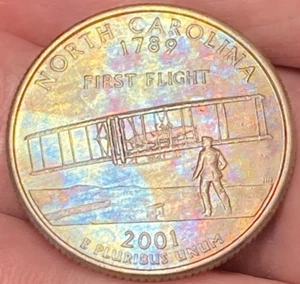 NORTH CAROLINA
1789
FIRST FLIGHT
2001
E PLURIBUS UNUM